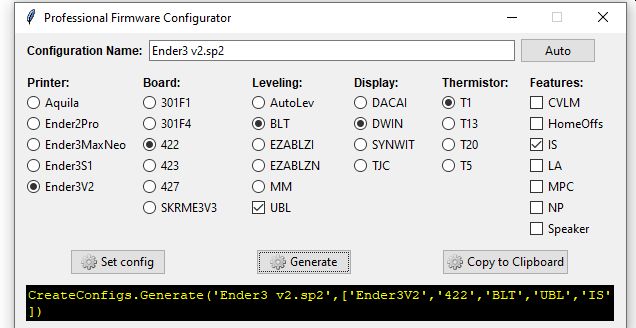 Professional Firmware Configurator
Configuration Name: Ender3 v2.sp2 Auto
Printer: Board: Leveling: Display: Thermistor: Features:
Aquila 301F1 AutoLev DACAI T1 CVLM
Ender2Pro 301F4 BLT DWIN T13 HomeOffs
Ender3MaxNeo 422 EZABLZI SYNWIT T20 IS
Ender3S1 423 EZABLZN TJC T5 LA
Ender3V2 427 MM MPC
SKRME3V3 UBL NP
Speaker
Set config Generate Copy to Clipboard
CreateConfigs.Generate('Ender3 v2.sp2',['Ender3V2','422','BLT','UBL','IS'
])